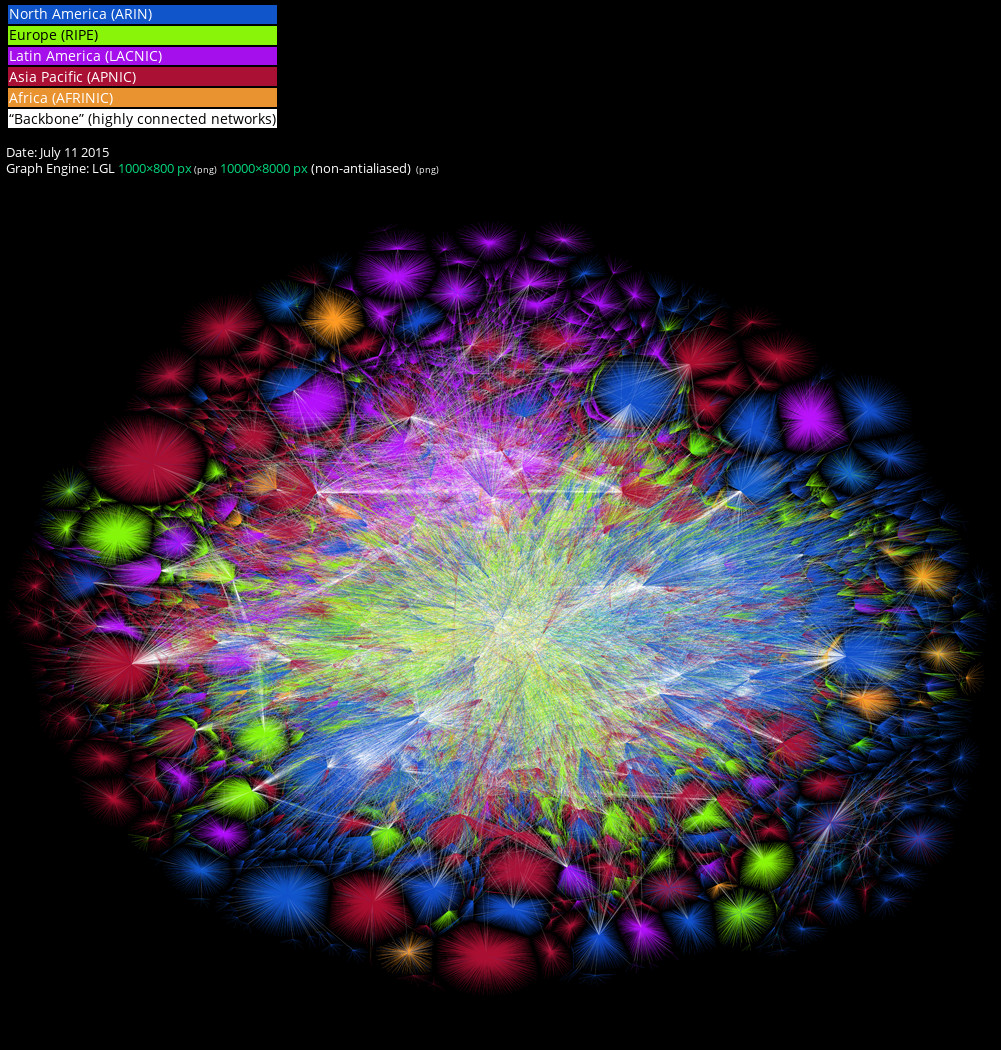 North America (ARIN)
Europe (RIPE)
Latin America (LACNIC)
Asia Pacific (APNIC)
Africa (AFRINIC)
“Backbone” (highly connected networks)
Date: July 11 2015
Graph Engine: LGL 1000×800 px (png) 10000×8000 px (non-antialiased) (png)